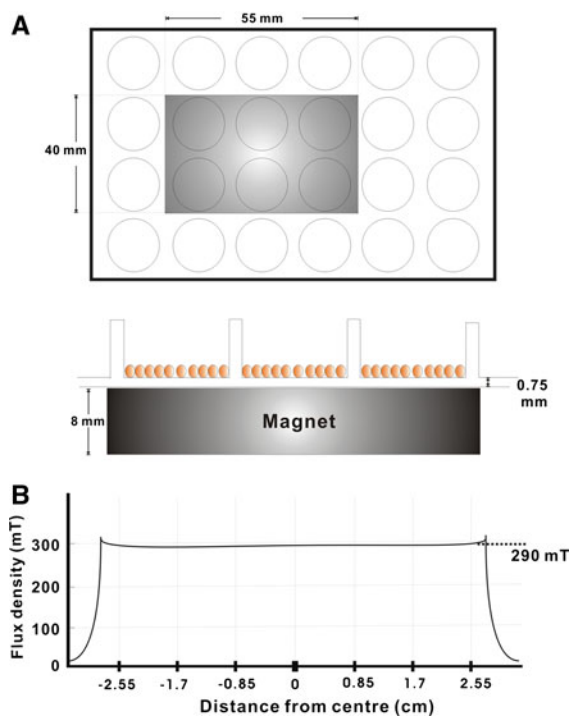 A
55 mm
40 mm
0.75
mm
8 mm
Magnet
B
Flux density (mT)
300
200
100
0
290 mT
-2.55 -1.7 -0.85 0 0.85 1.7 2.55
Distance from centre (cm)